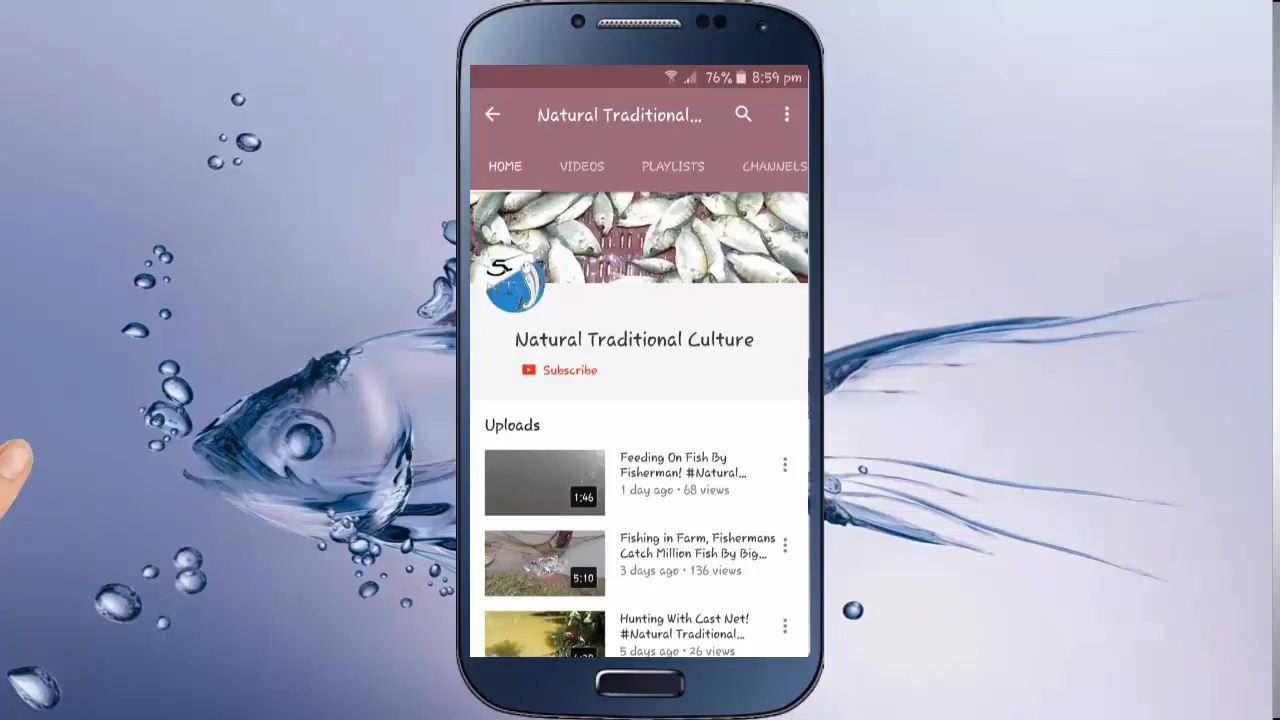 76% 8:59 pm
Natural Traditional...
HOME VIDEOS PLAYLISTS CHANNELS
Natural Traditional Culture
Subscribe
Uploads
Feeding On Fish By
Fisherman! #Natural...
1 day ago • 68 views
1:46
Fishing in Farm, Fishermans
Catch Million Fish By Big...
3 days ago • 136 views
5:10
Hunting With Cast Net!
#Natural Traditional...
5 days ago • 26 views